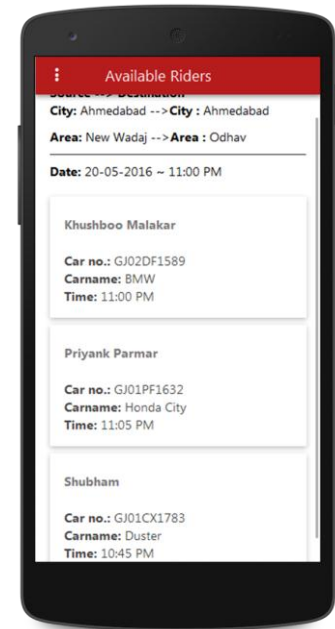 Available Riders
Source --> Destination
City: Ahmedabad -->City : Ahmedabad
Area: New Wadaj -->Area : Odhav
Date: 20-05-2016 ~ 11:00 PM
Khushboo Malakar
Car no.: GJ02DF1589
Carname: BMW
Time: 11:00 PM
Priyank Parmar
Car no.: GJ01PF1632
Carname: Honda City
Time: 11:05 PM
Shubham
Car no.: GJ01CX1783
Carname: Duster
Time: 10:45 PM